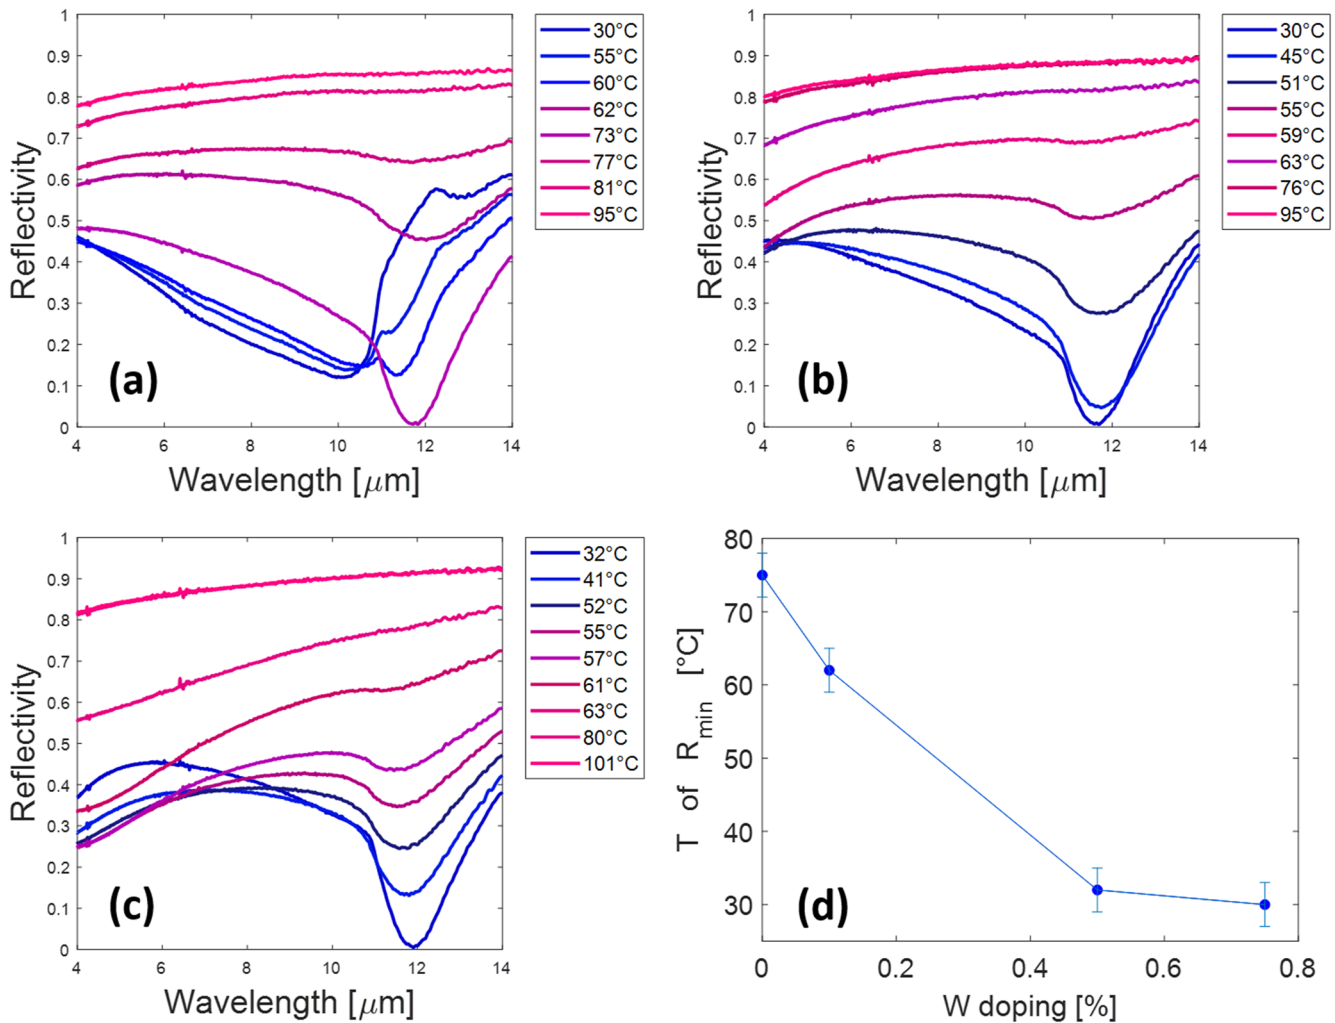 1
0.9
0.8
0.7
0.6
0.5
0.4
0.3
0.2
0.1
0
4
6
8
10
12
14
Reflectivity
Wavelength [μm]
(a)
30°C
55°C
60°C
62°C
73°C
77°C
81°C
95°C
1
0.9
0.8
0.7
0.6
0.5
0.4
0.3
0.2
0.1
0
4
6
8
10
12
14
Reflectivity
Wavelength [μm]
(b)
30°C
45°C
51°C
55°C
59°C
63°C
76°C
95°C
1
0.9
0.8
0.7
0.6
0.5
0.4
0.3
0.2
0.1
0
4
6
8
10
12
14
Reflectivity
Wavelength [μm]
(c)
32°C
41°C
52°C
55°C
57°C
61°C
63°C
80°C
101°C
80
70
60
50
40
30
0
0.2
0.4
0.6
0.8
T of Rmin [°C]
W doping [%]
(d)